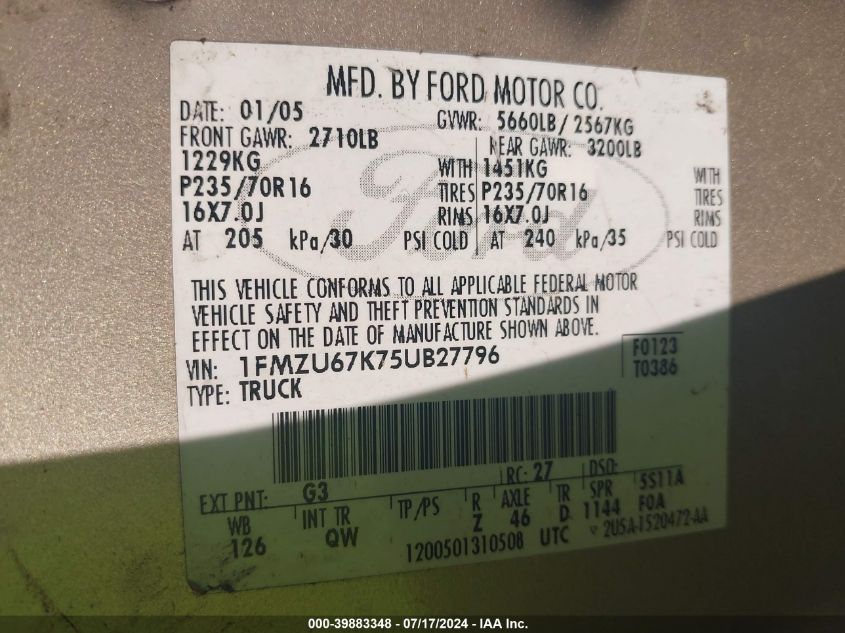 MFD. BY FORD MOTOR CO.
DATE: 01/05 GVWR: 5660LB/ 2567KG
FRONT GAWR: 2710LB REAR GAWR: 3200LB
1229KG WITH 1451KG WITH
P235/70R16 TIRES P235/70R16 TIRES
16X7.0J RIMS 16X7.0J RIMS
AT 205 kPa/30 PSI COLD AT 240 kPa/35 PSI COLD
Ford
THIS VEHICLE CONFORMS TO ALL APPLICABLE FEDERAL MOTOR
VEHICLE SAFETY AND THEFT PREVENTION STANDARDS IN
EFFECT ON THE DATE OF MANUFACTURE SHOWN ABOVE.
VIN: 1FMZU67K75UB27796 F0123
TYPE: TRUCK T0386
EXT PNT: G3 RC: 27 DSO:
WB INT TR TP/PS R AXLE TR SPR 5S11A
126 QW Z 46 D 1144 F0A
1200501310508 UTC 2U5A-1520472-AA
000-39883348 - 07/17/2024 - IAA Inc.